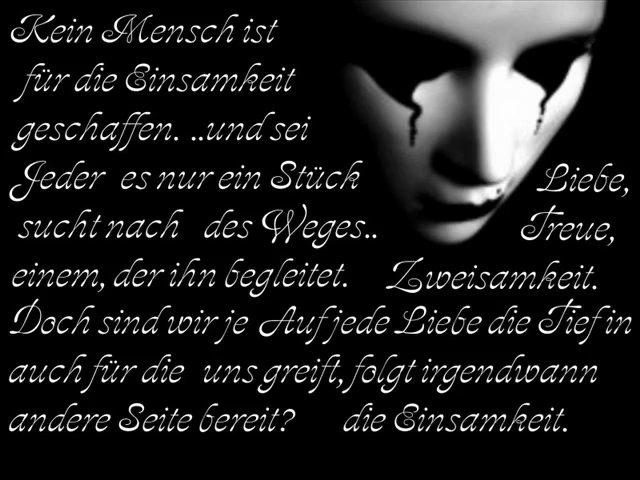 Kein Mensch ist
für die Einsamkeit
geschaffen. ..und sei
Jeder es nur ein Stück
sucht nach des Weges..
einem, der ihn begleitet.
Liebe,
Treue,
Zweisamkeit.
Doch sind wir je Auf jede Liebe die Tief in
auch für die uns greift, folgt irgendwann
andere Seite bereit? die Einsamkeit.